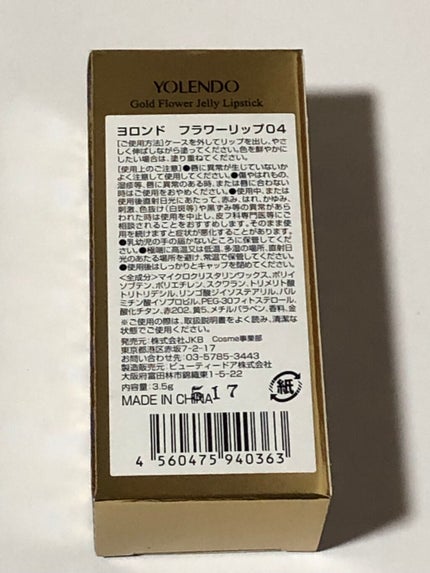 YOLENDO
Gold Flower Jelly Lipstick
ヨロンド フラワーリップ04
[ご使用方法]ケースを外してリップを出し、やさ
しく伸ばしながら塗ってください。色を鮮やかに
したい場合は、塗り重ねてください。
[使用上のご注意]●唇に異常が生じていないか
よく注意して使用してください。●傷やはれもの、
湿疹等、唇に異常のある時、または唇に合わない
時はご使用をおやめください。●使用中、または
使用後直射日光にあたって、赤み、はれ、かゆみ、
刺激、色抜け(白斑等)や黒ずみ等の異常があら
われた時は使用を中止し、皮フ科専門医等にご
相談されることをおすすめします。そのまま使
用を続けますと症状が悪化することがあります。
●乳幼児の手の届かないところに保管してくださ
い。●極端に高温又は低温、多湿の場所、直射日
光のあたる場所を避け、常温で保管してください。
●使用後はしっかりとキャップを閉めてください。
<全成分>マイクロクリスタリンワックス、ポリイ
ソブテン、ポリエチレン、スクワラン、トリメリト酸
トリトリデシル、リンゴ酸ジイソステアリル、パル
ミチン酸イソプロピル、PEG-30フィトステロール、
酸化チタン、赤202、黄5、メチルパラベン、香料、金
※ご使用の際は、取扱説明書をよく読み、清潔な
状態でご使用ください。
発売元:株式会社JKB Cosme事業部
東京都港区赤坂7-2-17
お問い合わせ先:03-5785-3443
製造販売元:ビューティードア株式会社
大阪府富田林市錦織東1-5-22
内容量:3.5g
517
MADE IN CHINA
紙
4 560475 940363